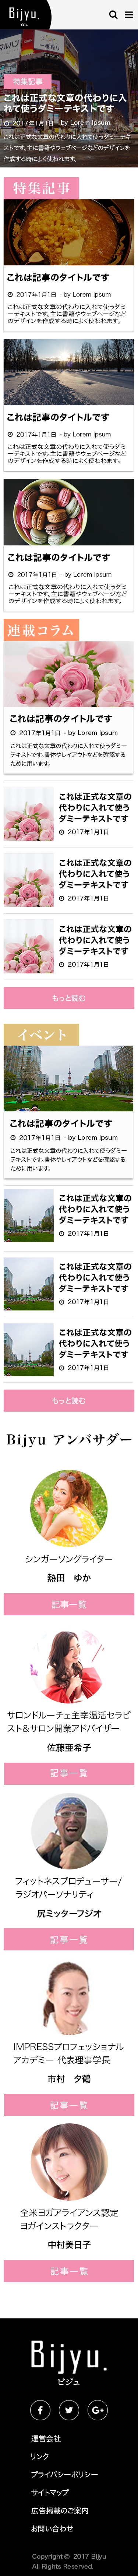 Bijyu.
ビジュ
特集記事
これは正式な文章の代わりに入
れて使うダミーテキストです
2017年1月1日 - by Lorem Ipsum
これは正式な文章の代わりに入れて使うダミーテキ
ストです。主に書籍やウェブページなどのデザインを
作成する時によく使われます。
特集記事
これは記事のタイトルです
2017年1月1日 - by Lorem Ipsum
これは正式な文章の代わりに入れて使うダミ
ーテキストです。主に書籍やウェブページなど
のデザインを作成する時によく使われます。
これは記事のタイトルです
2017年1月1日 - by Lorem Ipsum
これは正式な文章の代わりに入れて使うダミ
ーテキストです。主に書籍やウェブページなど
のデザインを作成する時によく使われます。
これは記事のタイトルです
2017年1月1日 - by Lorem Ipsum
これは正式な文章の代わりに入れて使うダミ
ーテキストです。主に書籍やウェブページなど
のデザインを作成する時によく使われます。
連載コラム
これは記事のタイトルです
2017年1月1日 - by Lorem Ipsum
これは正式な文章の代わりに入れて使うダミー
テキストです。書体やレイアウトなどを確認する
ために用います。
これは正式な文章の
代わりに入れて使う
ダミーテキストです
2017年1月1日
これは正式な文章の
代わりに入れて使う
ダミーテキストです
2017年1月1日
これは正式な文章の
代わりに入れて使う
ダミーテキストです
2017年1月1日
もっと読む
イベント
これは記事のタイトルです
2017年1月1日 - by Lorem Ipsum
これは正式な文章の代わりに入れて使うダミー
テキストです。書体やレイアウトなどを確認する
ために用います。
これは正式な文章の
代わりに入れて使う
ダミーテキストです
2017年1月1日
これは正式な文章の
代わりに入れて使う
ダミーテキストです
2017年1月1日
これは正式な文章の
代わりに入れて使う
ダミーテキストです
2017年1月1日
もっと読む
Bijyu アンバサダー
シンガーソングライター
熱田 ゆか
記事一覧
サロンドルーチェ主宰温活セラピ
スト&サロン開業アドバイザー
佐藤亜希子
記事一覧
フィットネスプロデューサー/
ラジオパーソナリティ
尻ミッターフジオ
記事一覧
IMPRESSプロフェッショナル
アカデミー 代表理事学長
市村 夕鶴
記事一覧
全米ヨガアライアンス認定
ヨガインストラクター
中村美日子
記事一覧
Bijyu.
ビジュ
運営会社
リンク
プライバシーポリシー
サイトマップ
広告掲載のご案内
お問い合わせ
Copyright © 2017 Bijyu
All Rights Reserved.